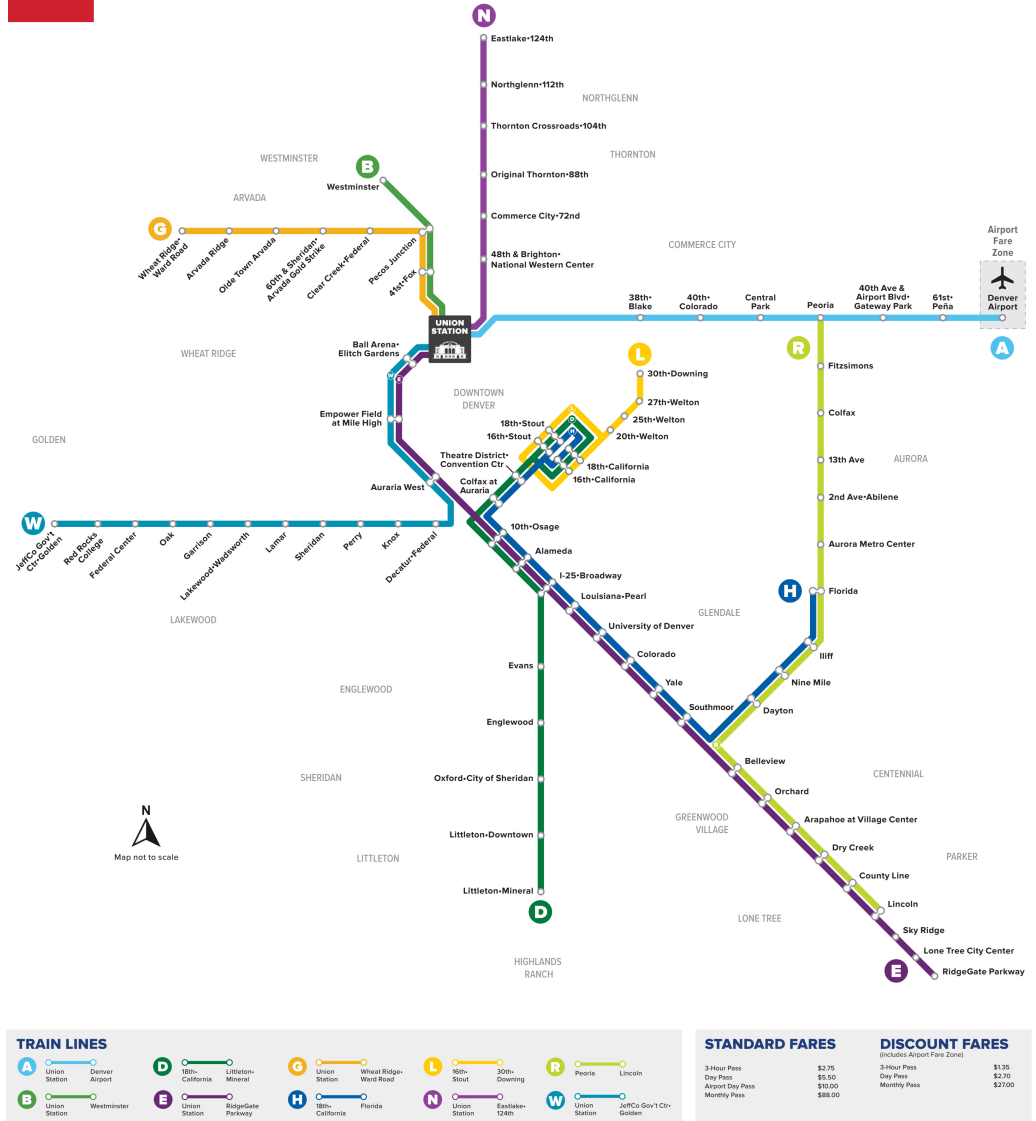 N
Eastlake•124th
Northglenn•112th
NORTHGLENN
Thornton Crossroads•104th
THORNTON
WESTMINSTER
B
Westminster
Original Thornton•88th
ARVADA
Commerce City•72nd
G
Wheat Ridge•
Ward Road
Arvada Ridge
Olde Town Arvada
60th & Sheridan•
Arvada Gold Strike
Clear Creek•Federal
Pecos Junction
41st•Fox
48th & Brighton•
National Western Center
COMMERCE CITY
Airport
Fare
Zone
38th•
Blake
40th•
Colorado
Central
Park
Peoria
40th Ave &
Airport Blvd•
Gateway Park
61st•
Peña
Denver
Airport
UNION
STATION
A
R
L
Ball Arena•
Elitch Gardens
WHEAT RIDGE
W
E
30th•Downing
Fitzsimons
DOWNTOWN
DENVER
27th•Welton
25th•Welton
20th•Welton
L
D
H
Empower Field
at Mile High
18th•Stout
16th•Stout
Colfax
GOLDEN
Theatre District•
Convention Ctr
18th•California
16th•California
13th Ave
AURORA
Auraria West
Colfax at
Auraria
2nd Ave•Abilene
W
JeffCo Gov't
Ctr•Golden
Red Rocks
College
Federal Center
Oak
Garrison
Lakewood•Wadsworth
Lamar
Sheridan
Perry
Knox
Decatur•Federal
10th•Osage
Alameda
Aurora Metro Center
I-25•Broadway
H
Florida
Louisiana•Pearl
LAKEWOOD
GLENDALE
University of Denver
Colorado
Iliff
Evans
Yale
Nine Mile
ENGLEWOOD
Southmoor
Dayton
Englewood
Belleview
SHERIDAN
Oxford•City of Sheridan
CENTENNIAL
Orchard
N
Map not to scale
GREENWOOD
VILLAGE
Arapahoe at Village Center
Littleton•Downtown
Dry Creek
LITTLETON
PARKER
County Line
Littleton•Mineral
Lincoln
D
LONE TREE
Sky Ridge
Lone Tree City Center
HIGHLANDS
RANCH
E
RidgeGate Parkway
TRAIN LINES
A
Union
Station
Denver
Airport
D
18th•
California
Littleton•
Mineral
G
Union
Station
Wheat Ridge•
Ward Road
L
16th•
Stout
30th•
Downing
R
Peoria
Lincoln
B
Union
Station
Westminster
E
Union
Station
RidgeGate
Parkway
H
18th•
California
Florida
N
Union
Station
Eastlake•
124th
W
Union
Station
JeffCo Gov't Ctr•
Golden
STANDARD FARES
3-Hour Pass $2.75
Day Pass $5.50
Airport Day Pass $10.00
Monthly Pass $88.00
DISCOUNT FARES
(includes Airport Fare Zone)
3-Hour Pass $1.35
Day Pass $2.70
Monthly Pass $27.00